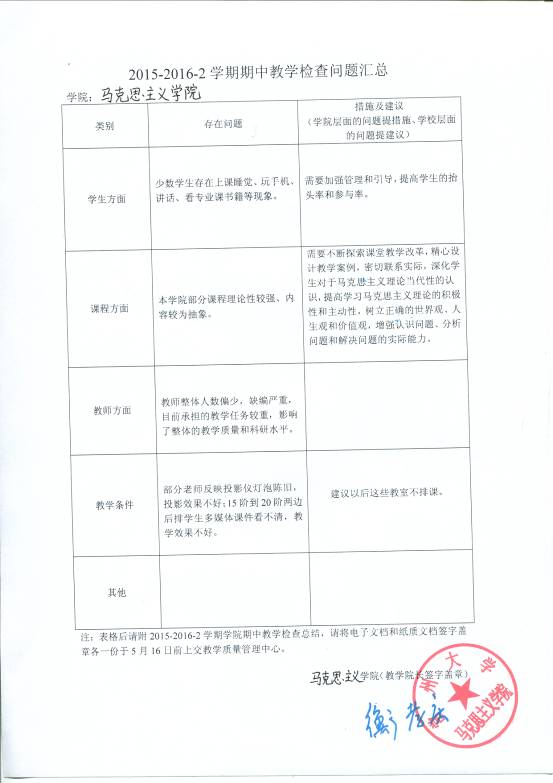 2015-2016-2 学期期中教学检查问题汇总
学院：马克思主义学院
类别
存在问题
措施及建议
（学院层面的问题提措施、学校层面
的问题提建议）
学生方面
少数学生存在上课睡觉、玩手机、
讲话、看专业课书籍等现象。
需要加强管理和引导，提高学生的抬
头率和参与率。
课程方面
本学院部分课程理论性较强、内
容较为抽象。
需要不断探索课堂教学改革，精心设
计教学案例，密切联系实际，深化学
生对于马克思主义理论当代性的认
识，提高学习马克思主义理论的积极
性和主动性，树立正确的世界观、人
生观和价值观，增强认识问题、分析
问题和解决问题的实际能力。
教师方面
教师整体人数偏少，缺编严重，
目前承担的教学任务较重，影响
了整体的教学质量和科研水平。
教学条件
部分老师反映投影仪灯泡陈旧，
投影效果不好；15 阶到 20 阶两边
后排学生多媒体课件看不清，教
学效果不好。
建议以后这些教室不排课。
其他
注：表格后请附 2015-2016-2 学期学院期中教学检查总结，请将电子文档和纸质文档签字盖
章各一份于 5 月 16 日前上交教学质量管理中心。
马克思主义学院（教学院长签字盖章）
州大学
马克思主义学院